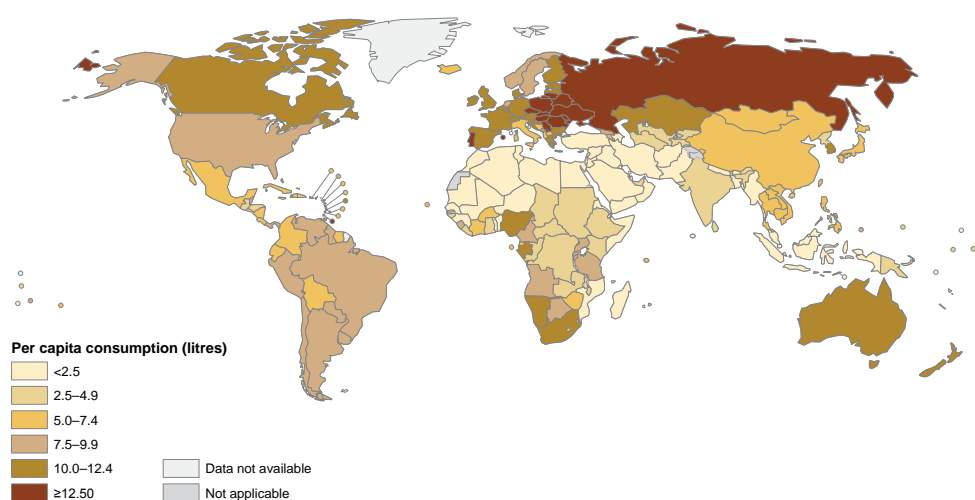 Per capita consumption (litres)
<2.5
2.5–4.9
5.0–7.4
7.5–9.9
10.0–12.4
≥12.50
Data not available
Not applicable